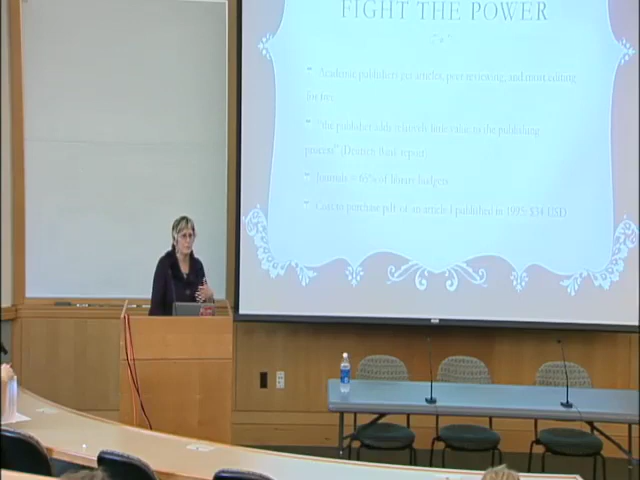 FIGHT THE POWER
Academic publishers get articles, peer reviewing, and most editing
for free
"the publisher adds relatively little value to the publishing
process" (Deutsch Bank report)
Journals = 65% of library budgets
Cost to purchase pdf of an article I published in 1995: $34 USD